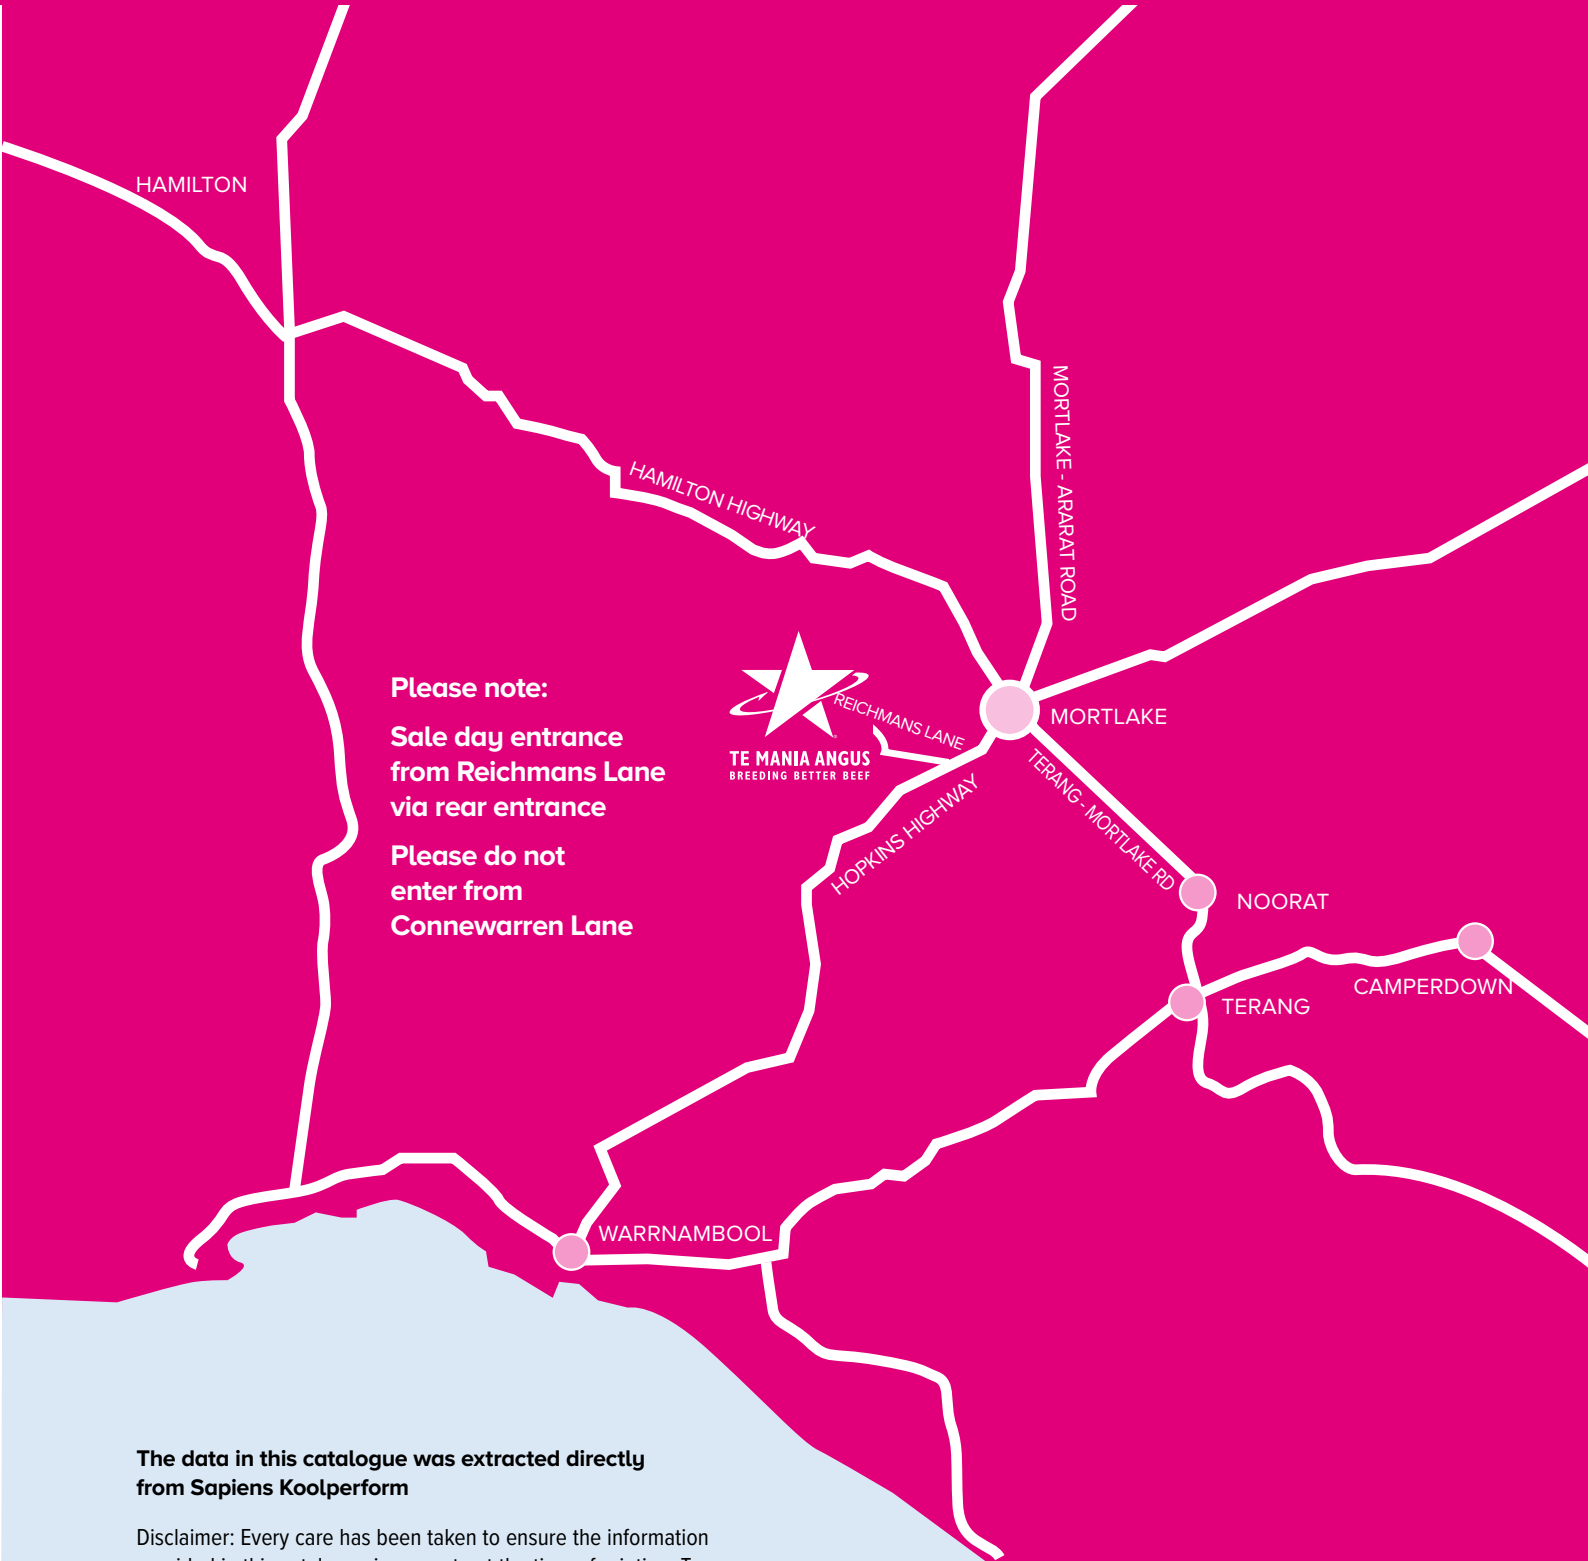 HAMILTON
HAMILTON HIGHWAY
MORTLAKE - ARARAT ROAD
Please note:
Sale day entrance
from Reichmans Lane
via rear entrance
Please do not
enter from
Connewarren Lane
TE MANIA ANGUS
BREEDING BETTER BEEF
REICHMANS LANE
MORTLAKE
HOPKINS HIGHWAY
TERANG - MORTLAKE RD
NOORAT
CAMPERDOWN
TERANG
WARRNAMBOOL
The data in this catalogue was extracted directly
from Sapiens Koolperform
Disclaimer: Every care has been taken to ensure the information